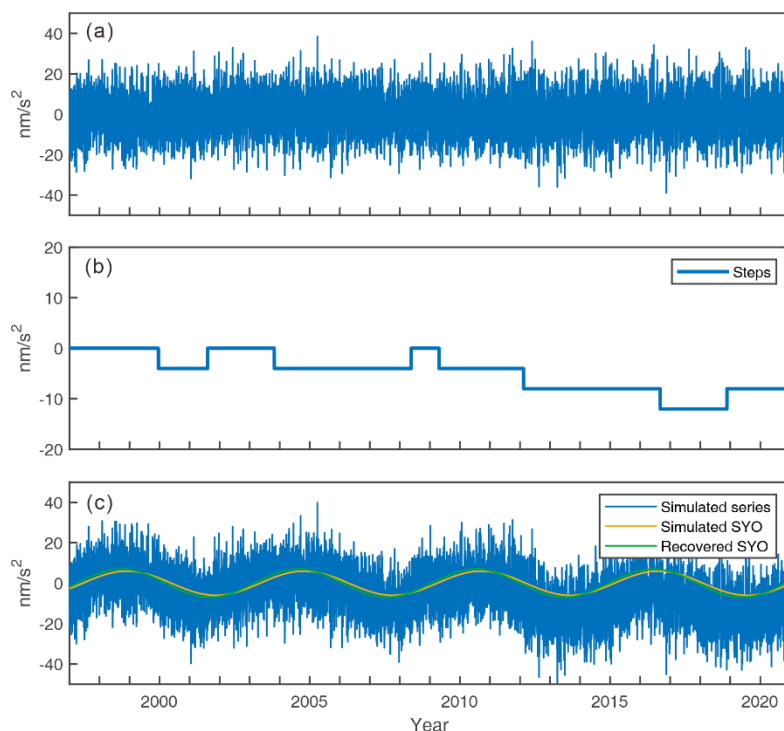 (a)
40
20
0
-20
-40
nm/s²
(b)
Steps
20
10
0
-10
-20
nm/s²
(c)
Simulated series
Simulated SYO
Recovered SYO
40
20
0
-20
-40
nm/s²
2000 2005 2010 2015 2020
Year